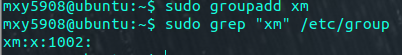 mxy5908@ubuntu:~$ sudo groupadd xm
mxy5908@ubuntu:~$ sudo grep "xm" /etc/group
xm:x:1002: